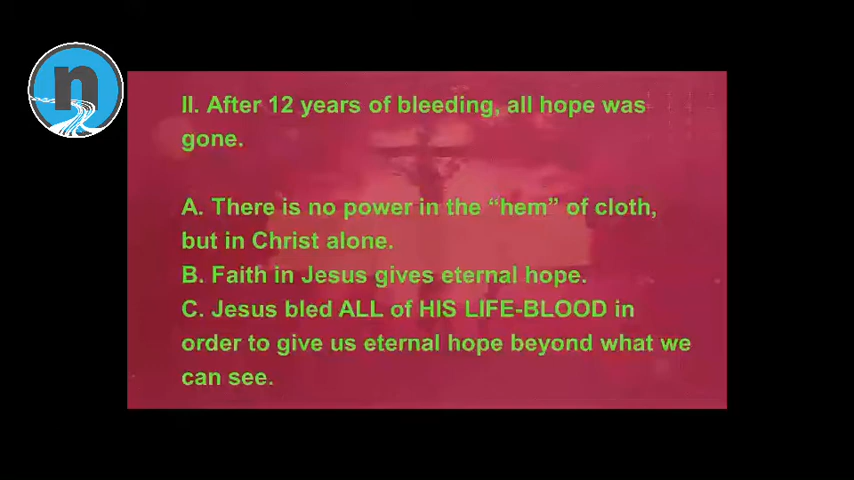 n
II. After 12 years of bleeding, all hope was
gone.
A. There is no power in the “hem” of cloth,
but in Christ alone.
B. Faith in Jesus gives eternal hope.
C. Jesus bled ALL of HIS LIFE-BLOOD in
order to give us eternal hope beyond what we
can see.